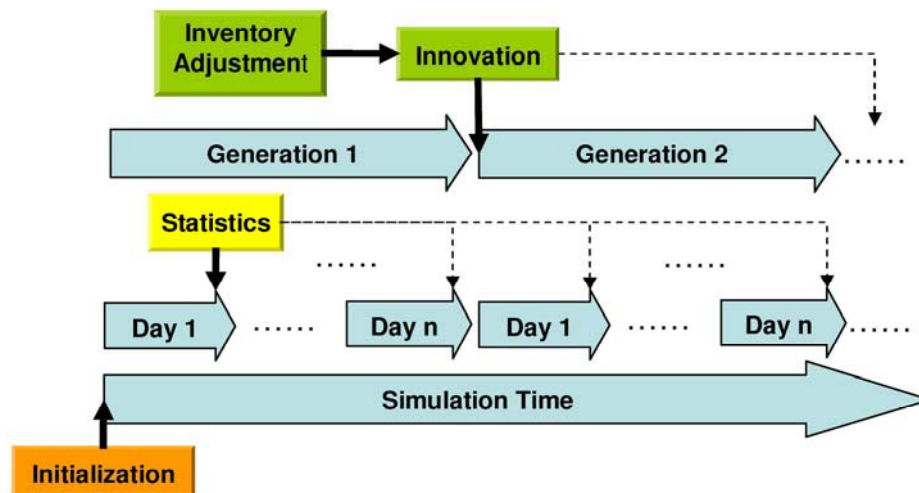 Inventory
Adjustment
Innovation
Generation 1
Generation 2
......
Statistics
......
......
Day 1
......
Day n
Day 1
......
Day n
......
Simulation Time
Initialization